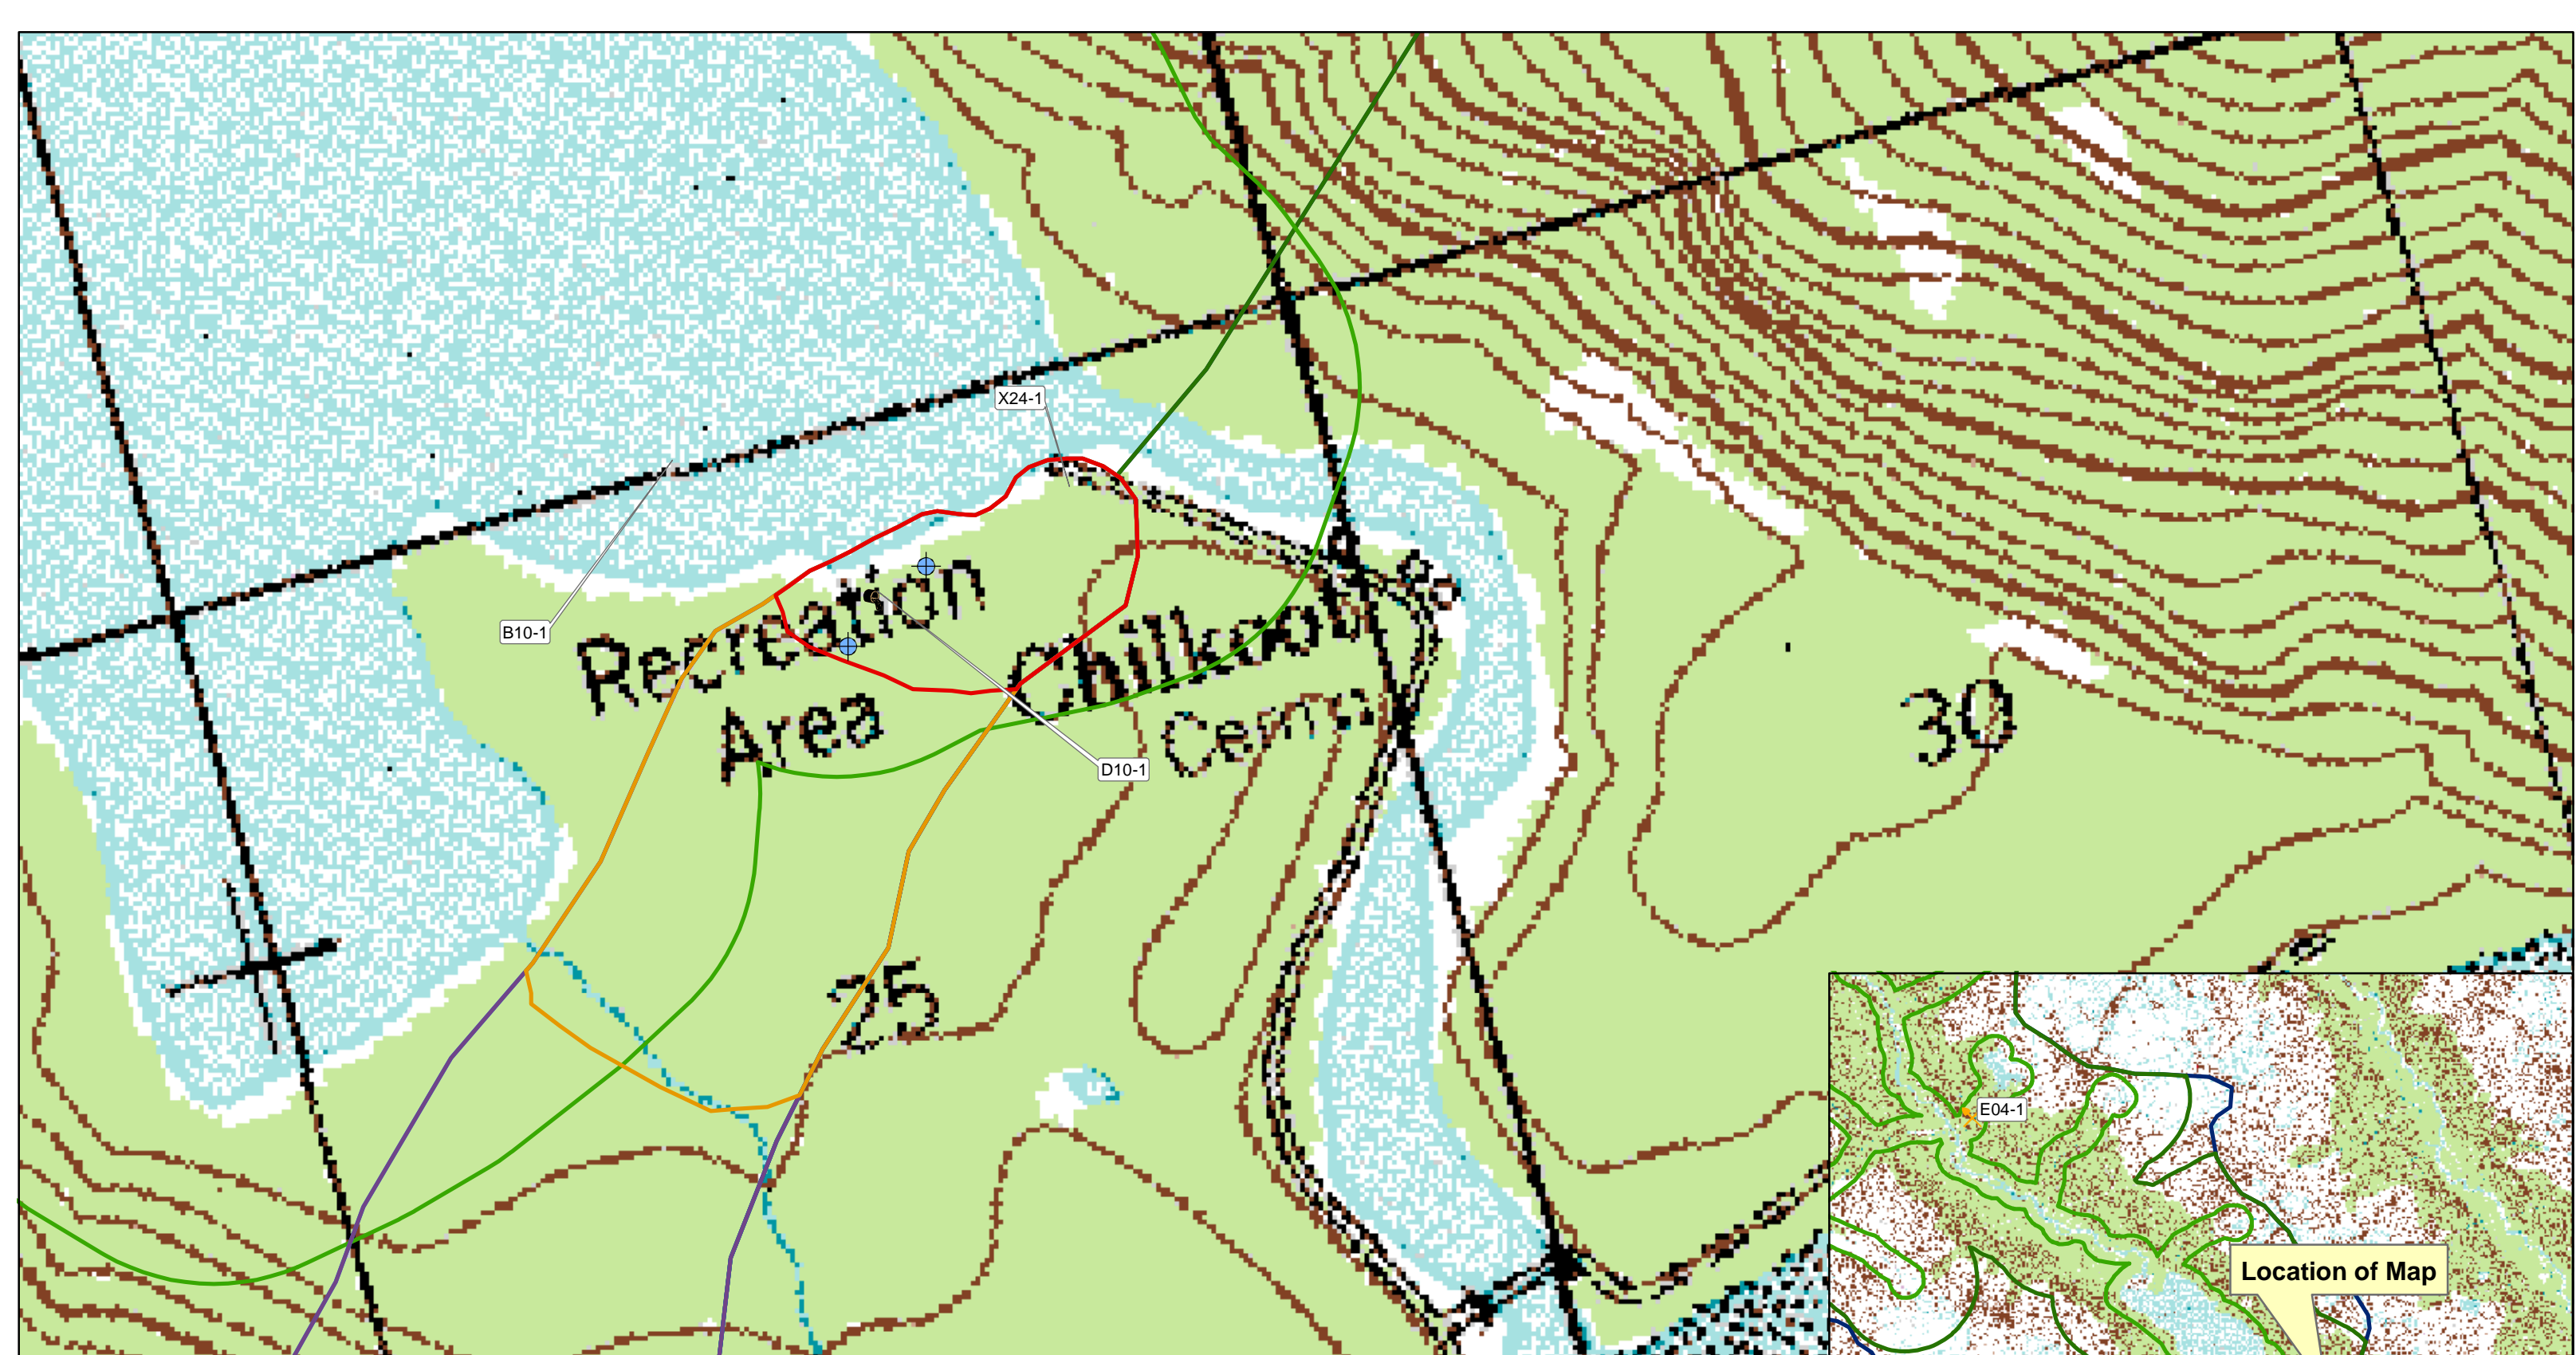 X24-1
B10-1
Recreation
Area
Chilkoot
Cem
D10-1
30
25
E04-1
Location of Map